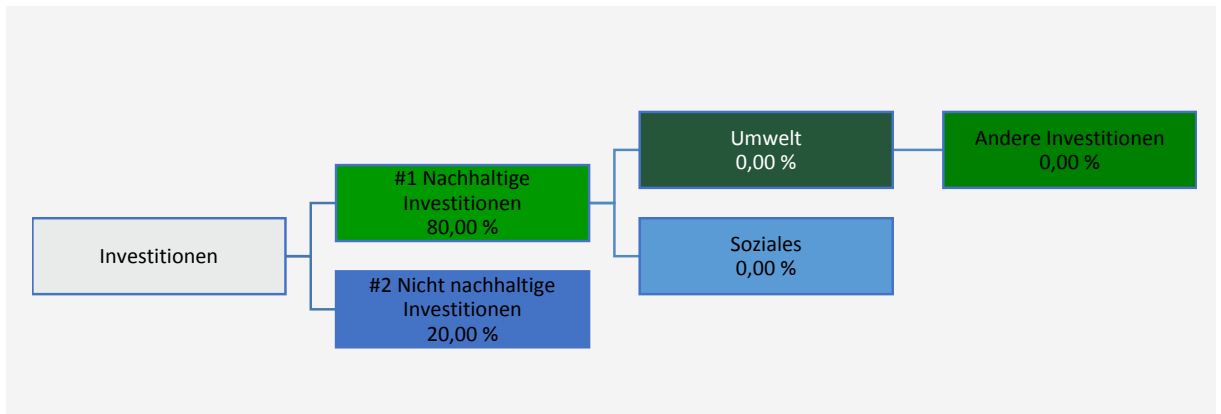 Umwelt
0,00 %
Andere Investitionen
0,00 %
#1 Nachhaltige
Investitionen
80,00 %
Investitionen
Soziales
0,00 %
#2 Nicht nachhaltige
Investitionen
20,00 %